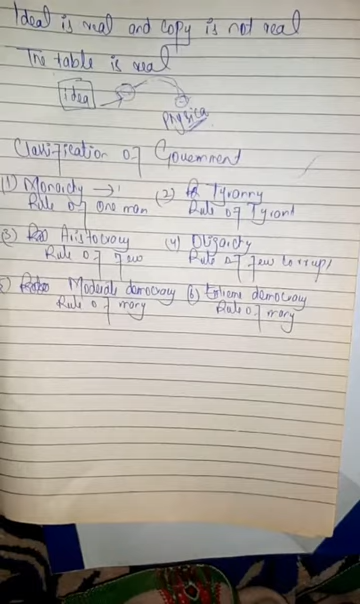 Ideal is real and copy is not real
The table is real
idea
Physica
Classification of Government
(1) Monarchy → (2) Tyranny
Rule of one man Rule of Tyrant
(3) Aristocracy (4) Oligarchy
Rule of few Rule of few corrupt
Moderate democracy (6) Extreme democracy
Rule of many Rule of many